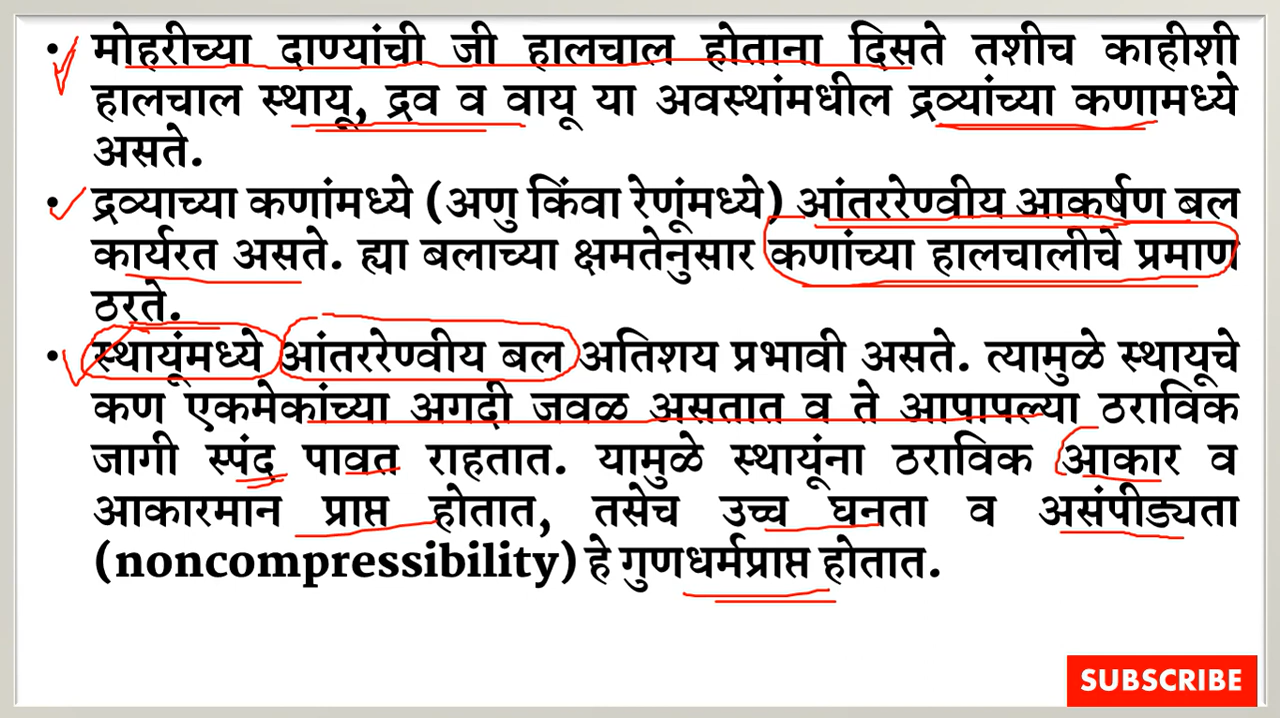 • मोहरीच्या दाण्यांची जी हालचाल होताना दिसते तशीच काहीशी
हालचाल स्थायू, द्रव व वायू या अवस्थांमधील द्रव्यांच्या कणामध्ये
असते.
• द्रव्याच्या कणांमध्ये (अणु किंवा रेणूंमध्ये) आंतररेण्वीय आकर्षण बल
कार्यरत असते. ह्या बलाच्या क्षमतेनुसार कणांच्या हालचालीचे प्रमाण
ठरते.
• स्थायूंमध्ये आंतररेण्वीय बल अतिशय प्रभावी असते. त्यामुळे स्थायूचे
कण एकमेकांच्या अगदी जवळ असतात व ते आपापल्या ठराविक
जागी स्पंद पावत राहतात. यामुळे स्थायूंना ठराविक आकार व
आकारमान प्राप्त होतात, तसेच उच्च घनता व असंपीड्यता
(noncompressibility) हे गुणधर्मप्राप्त होतात.
SUBSCRIBE